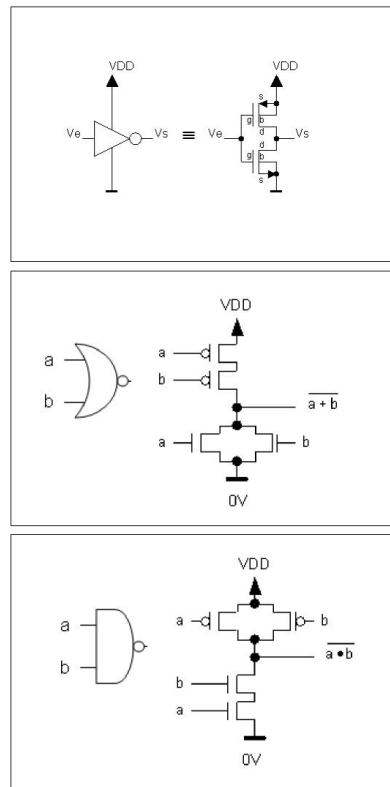 VDD VDD
Ve Vs ≡ Ve Vs
s
g b
d
d
g b
s
VDD
a a
b b
a + b
a b
0V
VDD
a a b
b
a • b
b
a
0V